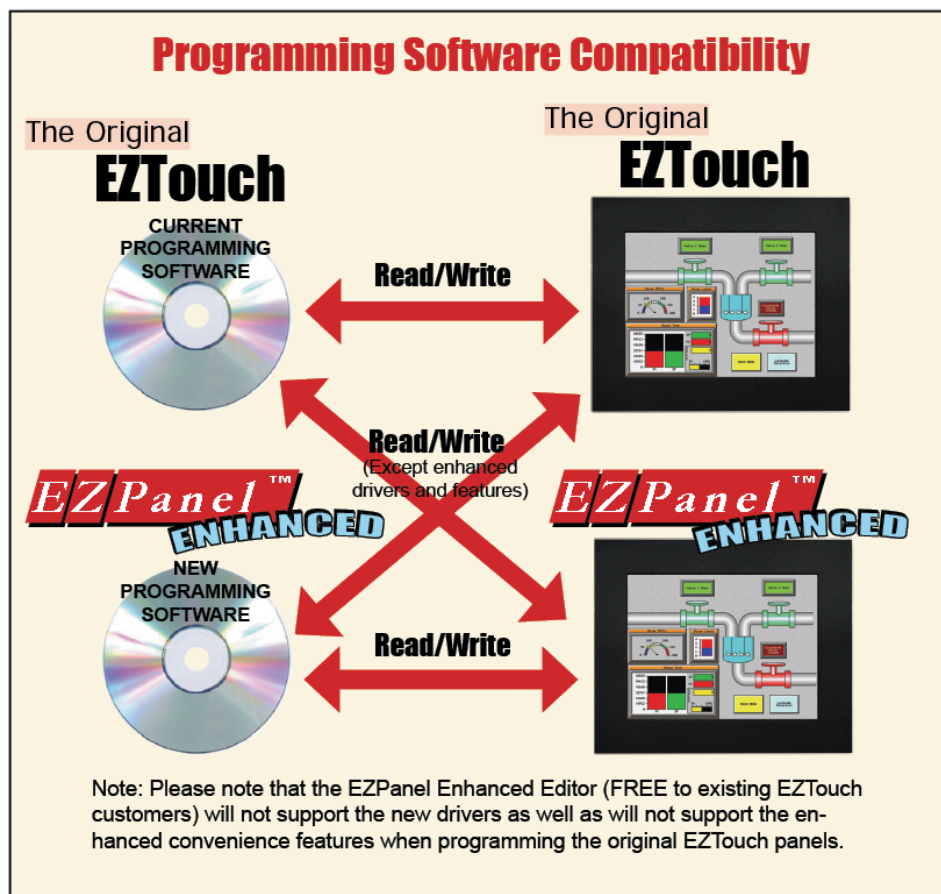 Programming Software Compatibility
The Original
EZTouch
CURRENT
PROGRAMMING
SOFTWARE
Read/Write
The Original
EZTouch
Read/Write
(Except enhanced
drivers and features)
EZPanel™
ENHANCED
NEW
PROGRAMMING
SOFTWARE
Read/Write
EZPanel™
ENHANCED
Note: Please note that the EZPanel Enhanced Editor (FREE to existing EZTouch
customers) will not support the new drivers as well as will not support the en-
hanced convenience features when programming the original EZTouch panels.